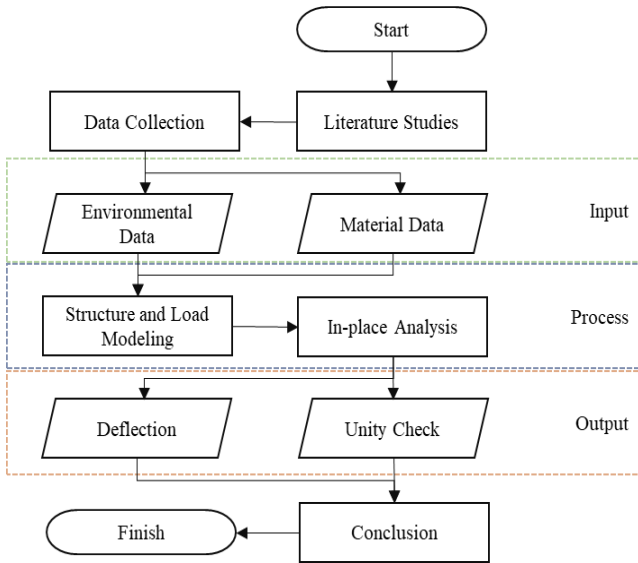 Start
Data Collection
Literature Studies
Environmental
Data
Material Data
Input
Structure and Load
Modeling
In-place Analysis
Process
Deflection
Unity Check
Output
Finish
Conclusion